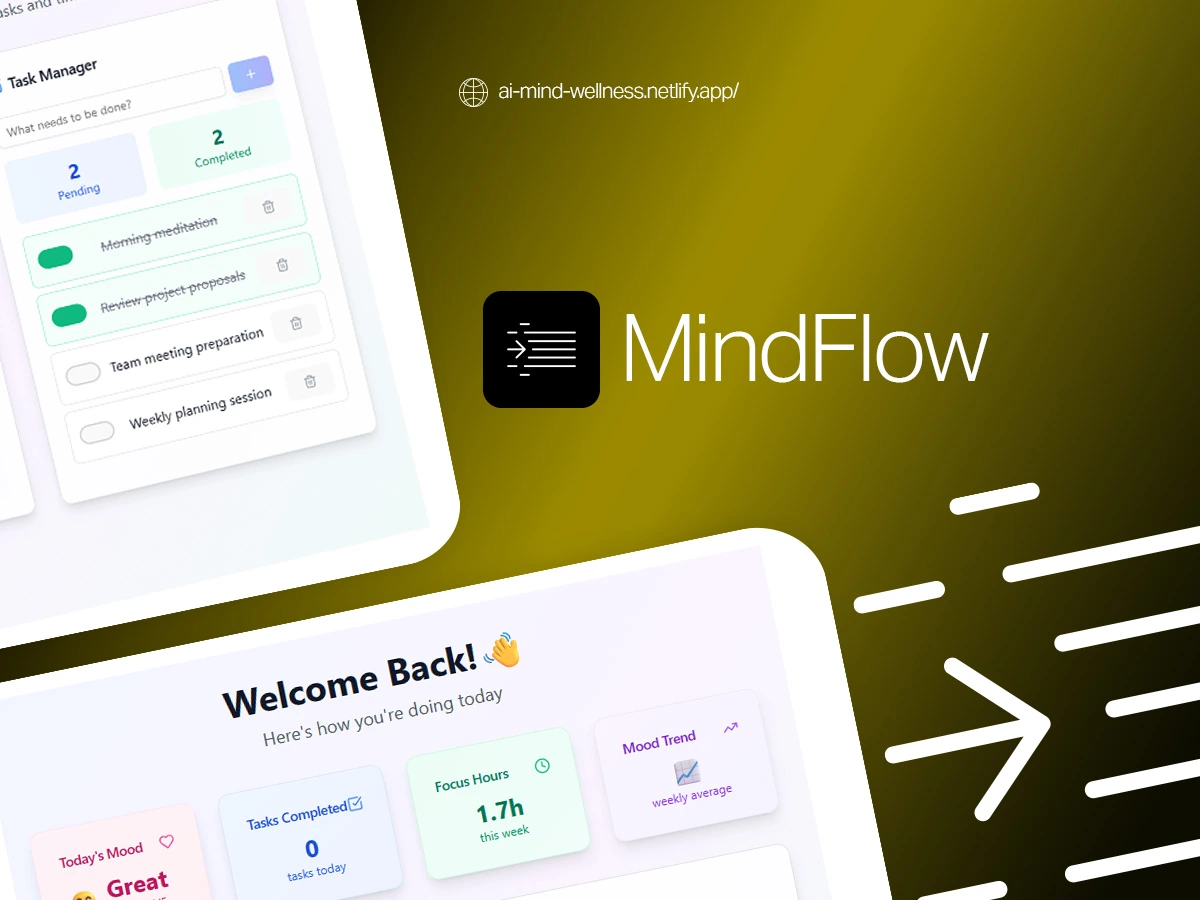 Task Manager
What needs to be done?
+
2
Pending
2
Completed
Morning meditation
Review project proposals
Team meeting preparation
Weekly planning session
ai-mind-wellness.netlify.app/
MindFlow
Welcome Back! 👋
Here's how you're doing today
Today's Mood
Great
Tasks Completed
0
tasks today
Focus Hours
1.7h
this week
Mood Trend
weekly average